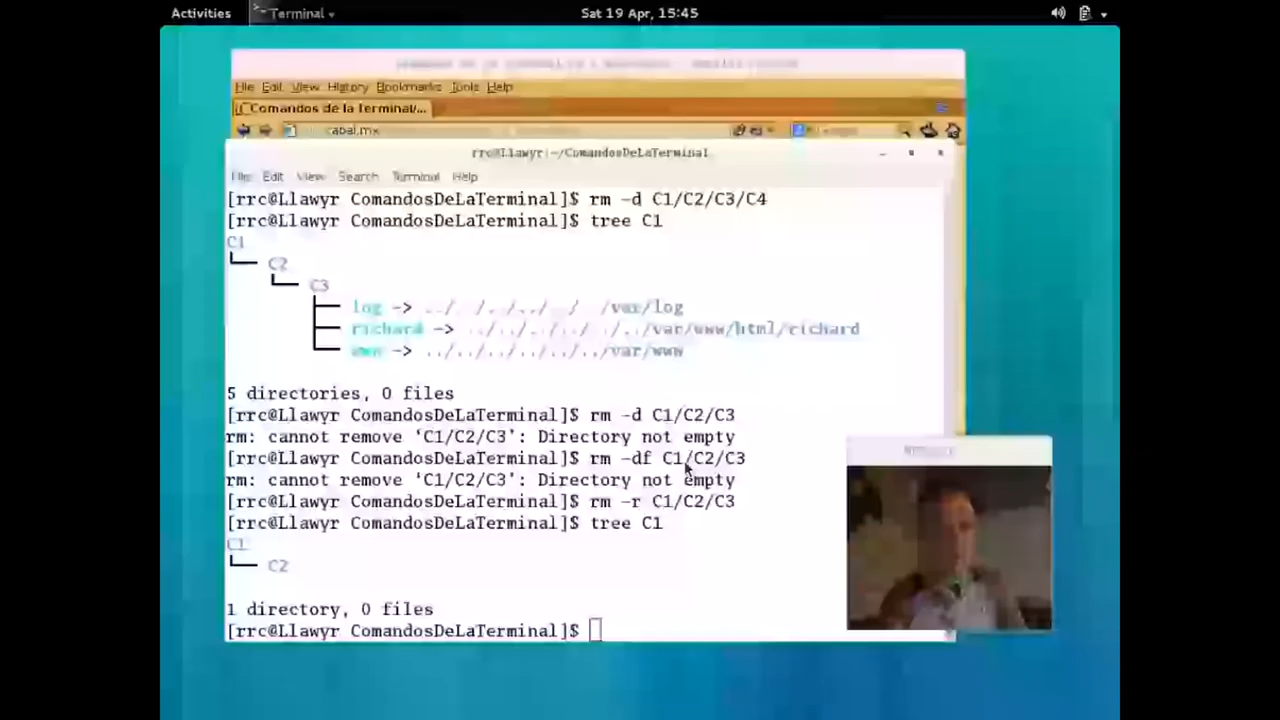 Activities
Terminal
Sat 19 Apr, 15:45
File Edit View History Bookmarks Tools Help
Comandos de la Terminal/...
cabal.mx
rrc@Llawyr:~/ComandosDeLaTerminal
File Edit View Search Terminal Help
[rrc@Llawyr ComandosDeLaTerminal]$ rm -d C1/C2/C3/C4
[rrc@Llawyr ComandosDeLaTerminal]$ tree C1
C1
└── C2
└── C3
├── log -> ../../../../../../var/log
├── richard -> ../../../../../../var/www/html/richard
└── www -> ../../../../../../var/www
5 directories, 0 files
[rrc@Llawyr ComandosDeLaTerminal]$ rm -d C1/C2/C3
rm: cannot remove ‘C1/C2/C3’: Directory not empty
[rrc@Llawyr ComandosDeLaTerminal]$ rm -df C1/C2/C3
rm: cannot remove ‘C1/C2/C3’: Directory not empty
[rrc@Llawyr ComandosDeLaTerminal]$ rm -r C1/C2/C3
[rrc@Llawyr ComandosDeLaTerminal]$ tree C1
C1
└── C2
1 directory, 0 files
[rrc@Llawyr ComandosDeLaTerminal]$